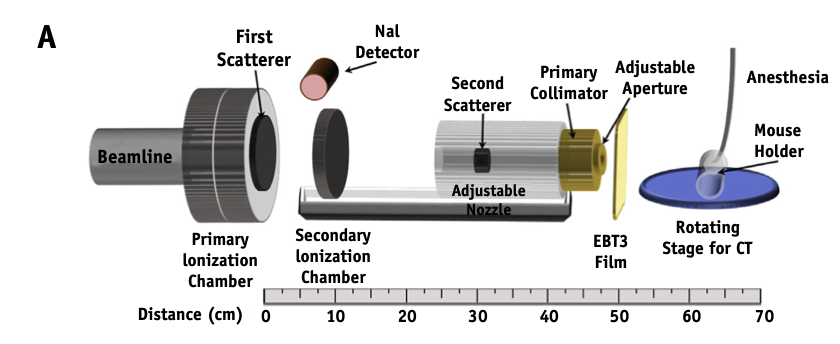 A
First
Scatterer
NaI
Detector
Second
Scatterer
Primary
Collimator
Adjustable
Aperture
Anesthesia
Mouse
Holder
Beamline
Adjustable
Nozzle
Primary
Ionization
Chamber
Secondary
Ionization
Chamber
EBT3
Film
Rotating
Stage for CT
Distance (cm)
0 10 20 30 40 50 60 70